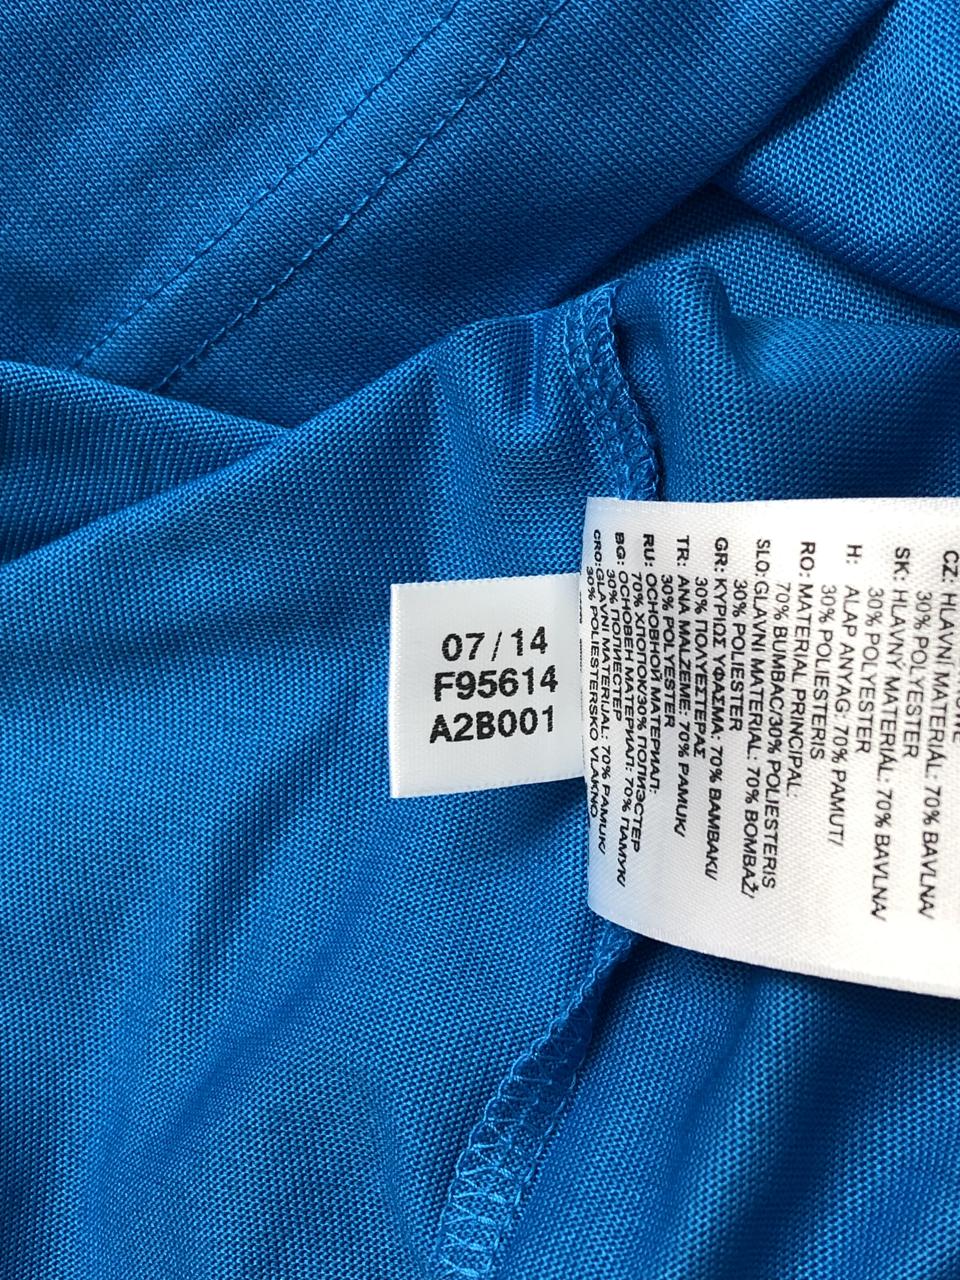 07/14
F95614
A2B001
CZ: HLAVNÍ MATERIÁL: 70% BAVLNA/
30% POLYESTER
SK: HLAVNÝ MATERIÁL: 70% BAVLNA/
30% POLYESTER
H: ALAP ANYAG: 70% PAMUT/
30% POLIESTER
RO: MATERIAL PRINCIPAL:
70% BUMBAC/30% POLIESTERIS
SLO: GLAVNI MATERIAL: 70% BOMBAŽ/
30% POLIESTER
GR: ΚΥΡΙΩΣ ΥΦΑΣΜΑ: 70% ΒΑΜΒΑΚΙ/
30% ΠΟΛΥΕΣΤΕΡΑΣ
TR: ANA MALZEME: 70% PAMUK/
30% POLYESTER
RU: ОСНОВНОЙ МАТЕРИАЛ:
70% ХЛОПОК/30% ПОЛИЭСТЕР
BG: ОСНОВЕН МАТЕРИАЛ: 70% ПАМУК/
30% ПОЛИЕСТЕР
CRO: GLAVNI MATERIJAL: 70% PAMUK/
30% POLIESTERSKO VLAKNO